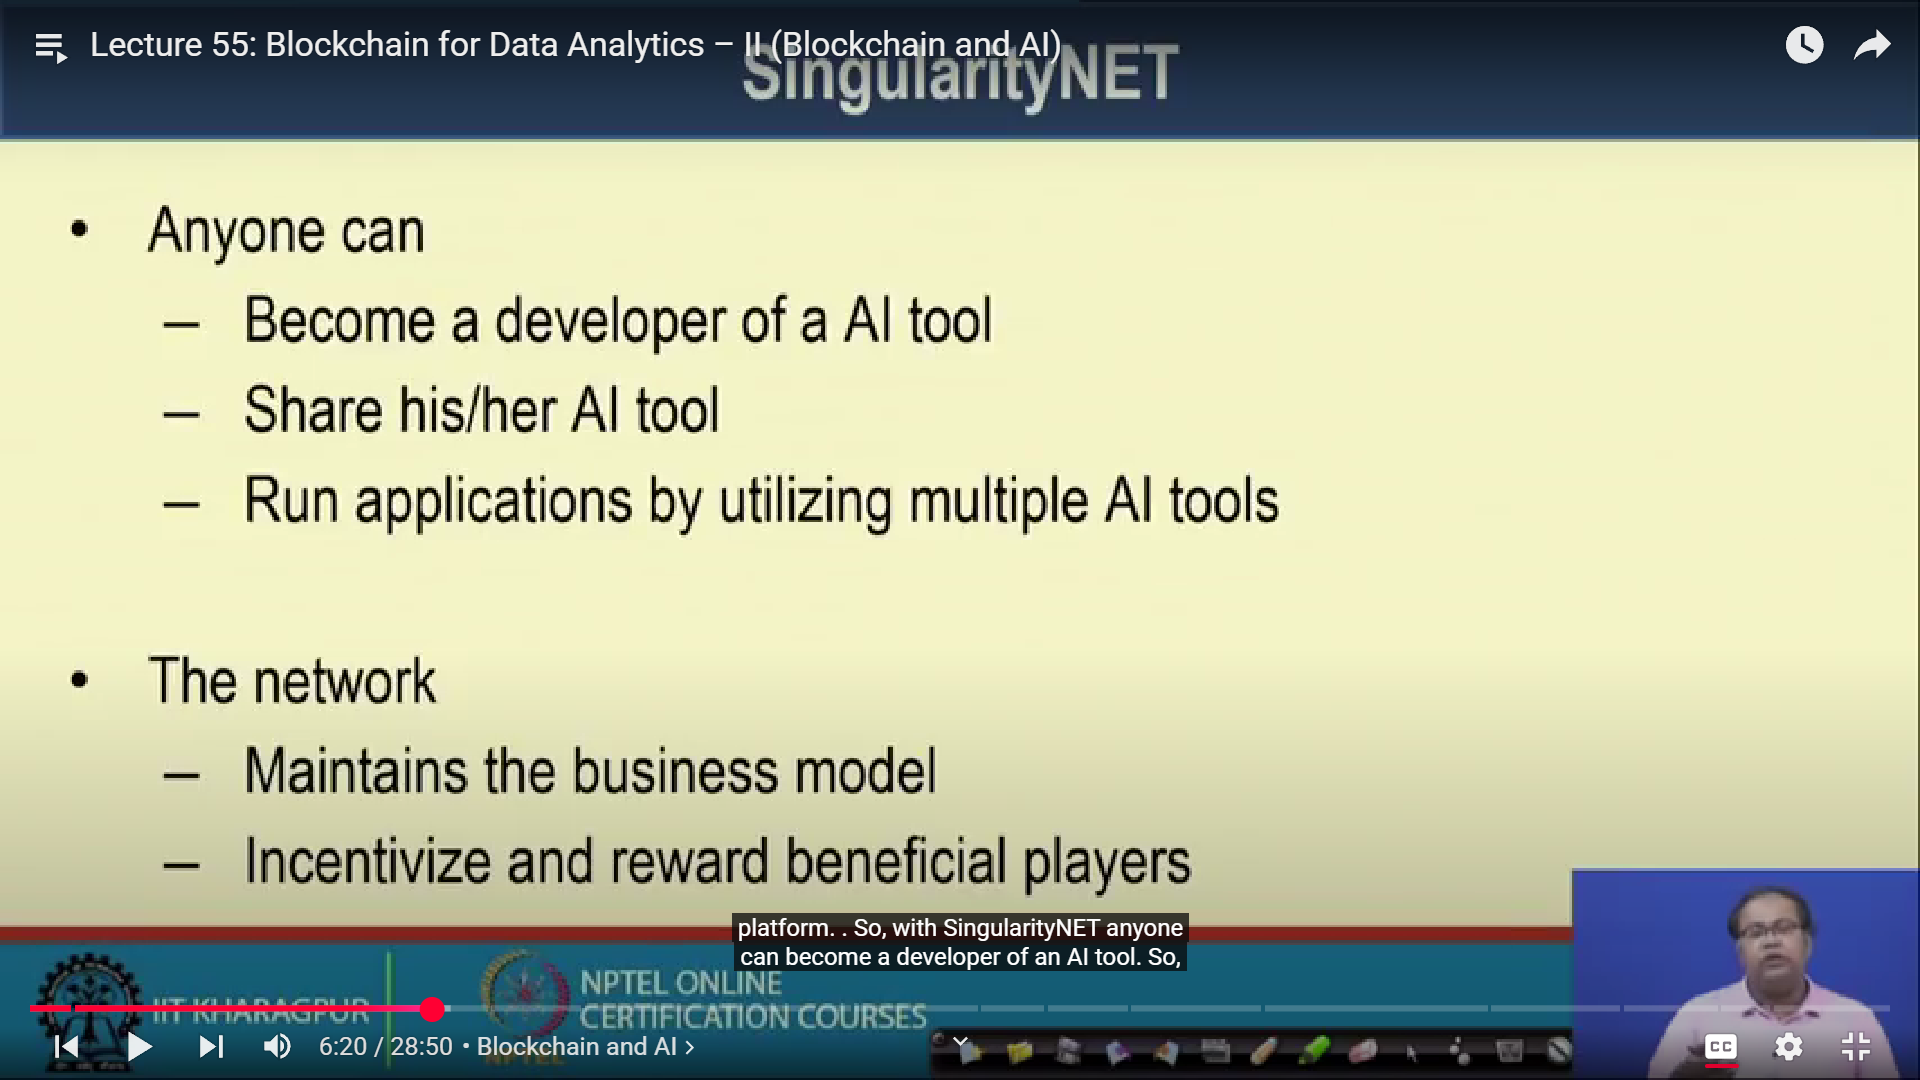 Lecture 55: Blockchain for Data Analytics – II (Blockchain and AI)
SingularityNET
• Anyone can
– Become a developer of a AI tool
– Share his/her AI tool
– Run applications by utilizing multiple AI tools
• The network
– Maintains the business model
– Incentivize and reward beneficial players
platform. . So, with SingularityNET anyone
can become a developer of an AI tool. So,
IIT KHARAGPUR
NPTEL ONLINE
CERTIFICATION COURSES
NPTEL
6:20 / 28:50 • Blockchain and AI >
CC